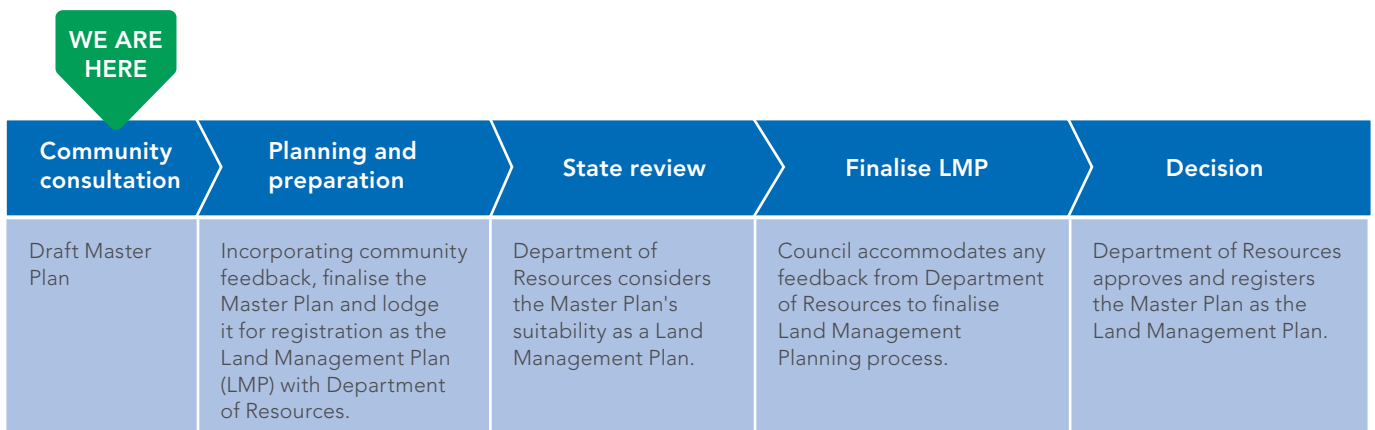 WE ARE
HERE
Community
consultation
Planning and
preparation
State review
Finalise LMP
Decision
Draft Master
Plan
Incorporating community
feedback, finalise the
Master Plan and lodge
it for registration as the
Land Management Plan
(LMP) with Department
of Resources.
Department of
Resources considers
the Master Plan's
suitability as a Land
Management Plan.
Council accommodates any
feedback from Department
of Resources to finalise
Land Management
Planning process.
Department of Resources
approves and registers
the Master Plan as the
Land Management Plan.